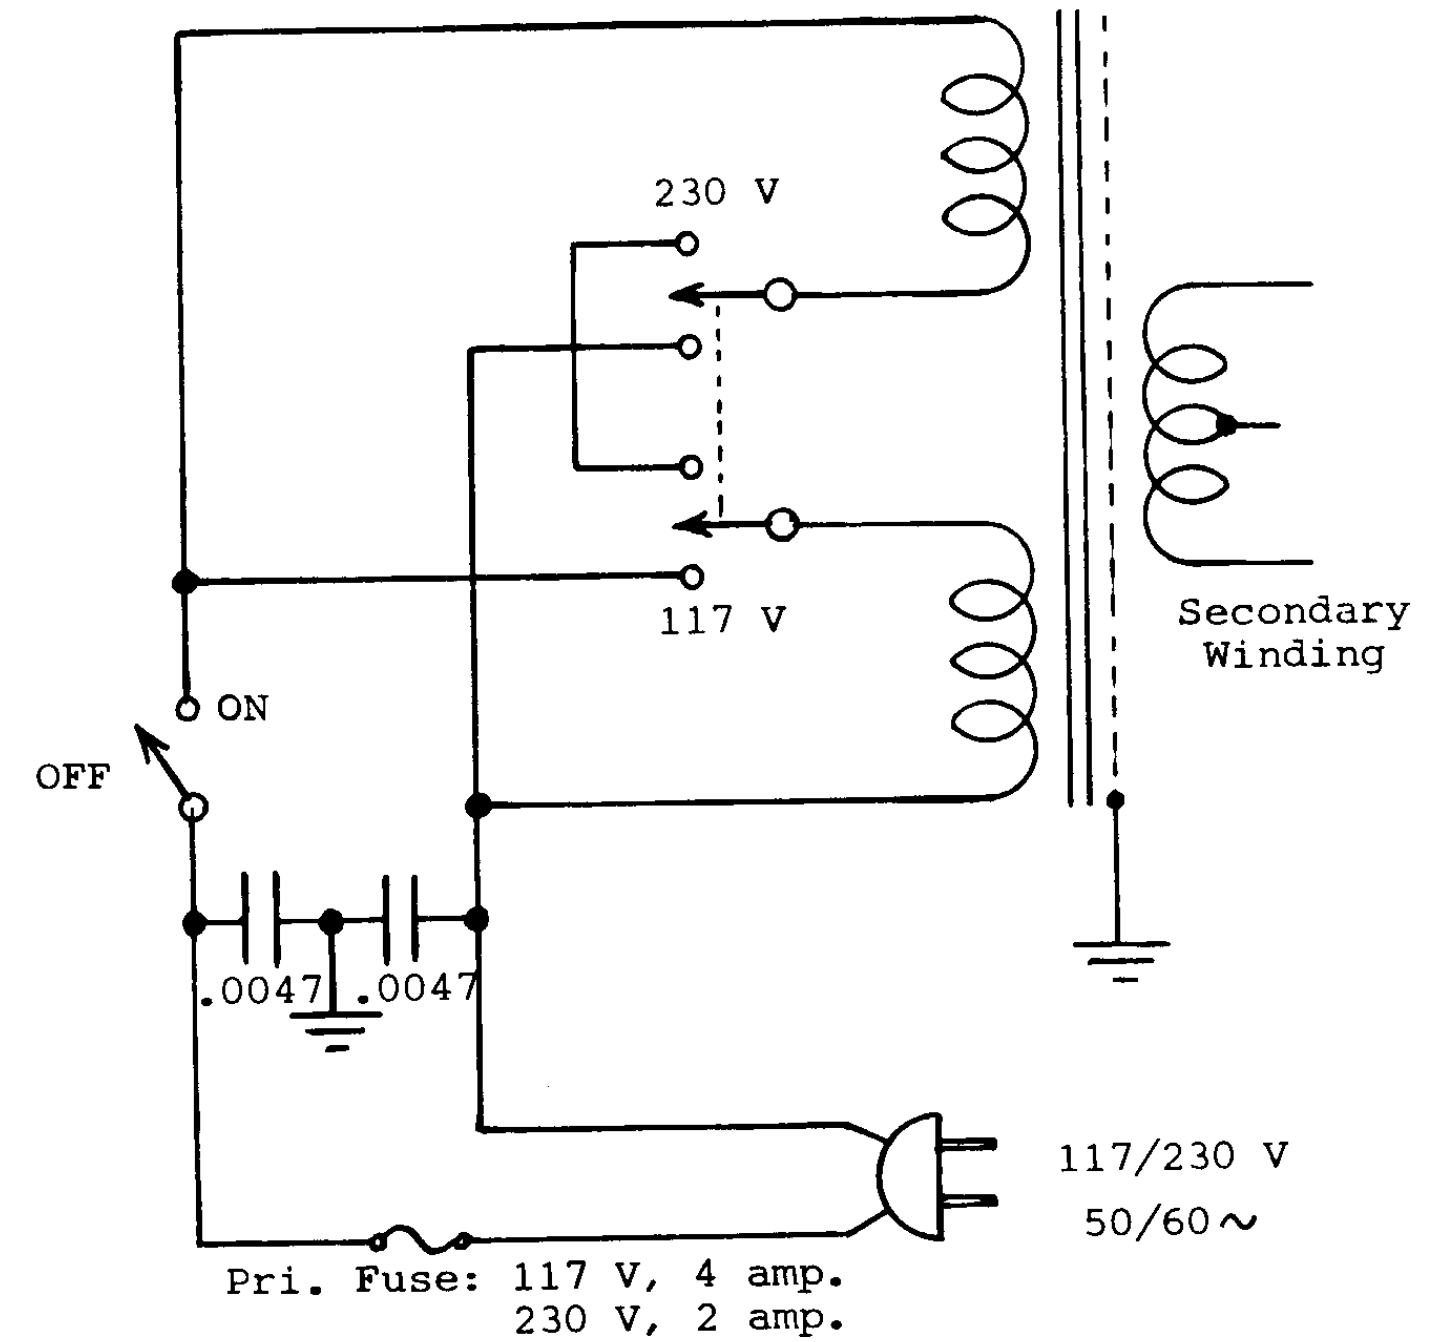 230 V
117 V
Secondary
Winding
ON
OFF
.0047 .0047
117/230 V
50/60~
Pri. Fuse: 117 V, 4 amp.
230 V, 2 amp.